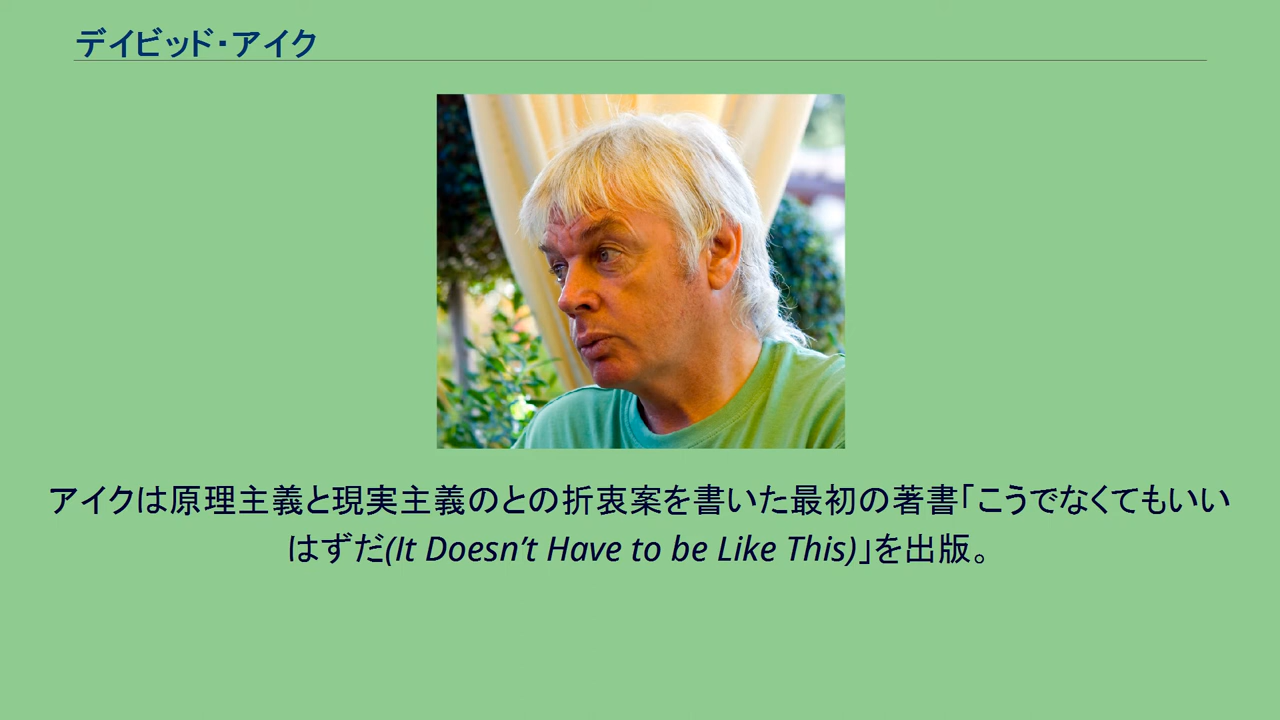 デイビッド・アイク
アイクは原理主義と現実主義のとの折衷案を書いた最初の著書「こうでなくてもいい
はずだ(It Doesn’t Have to be Like This)」を出版。